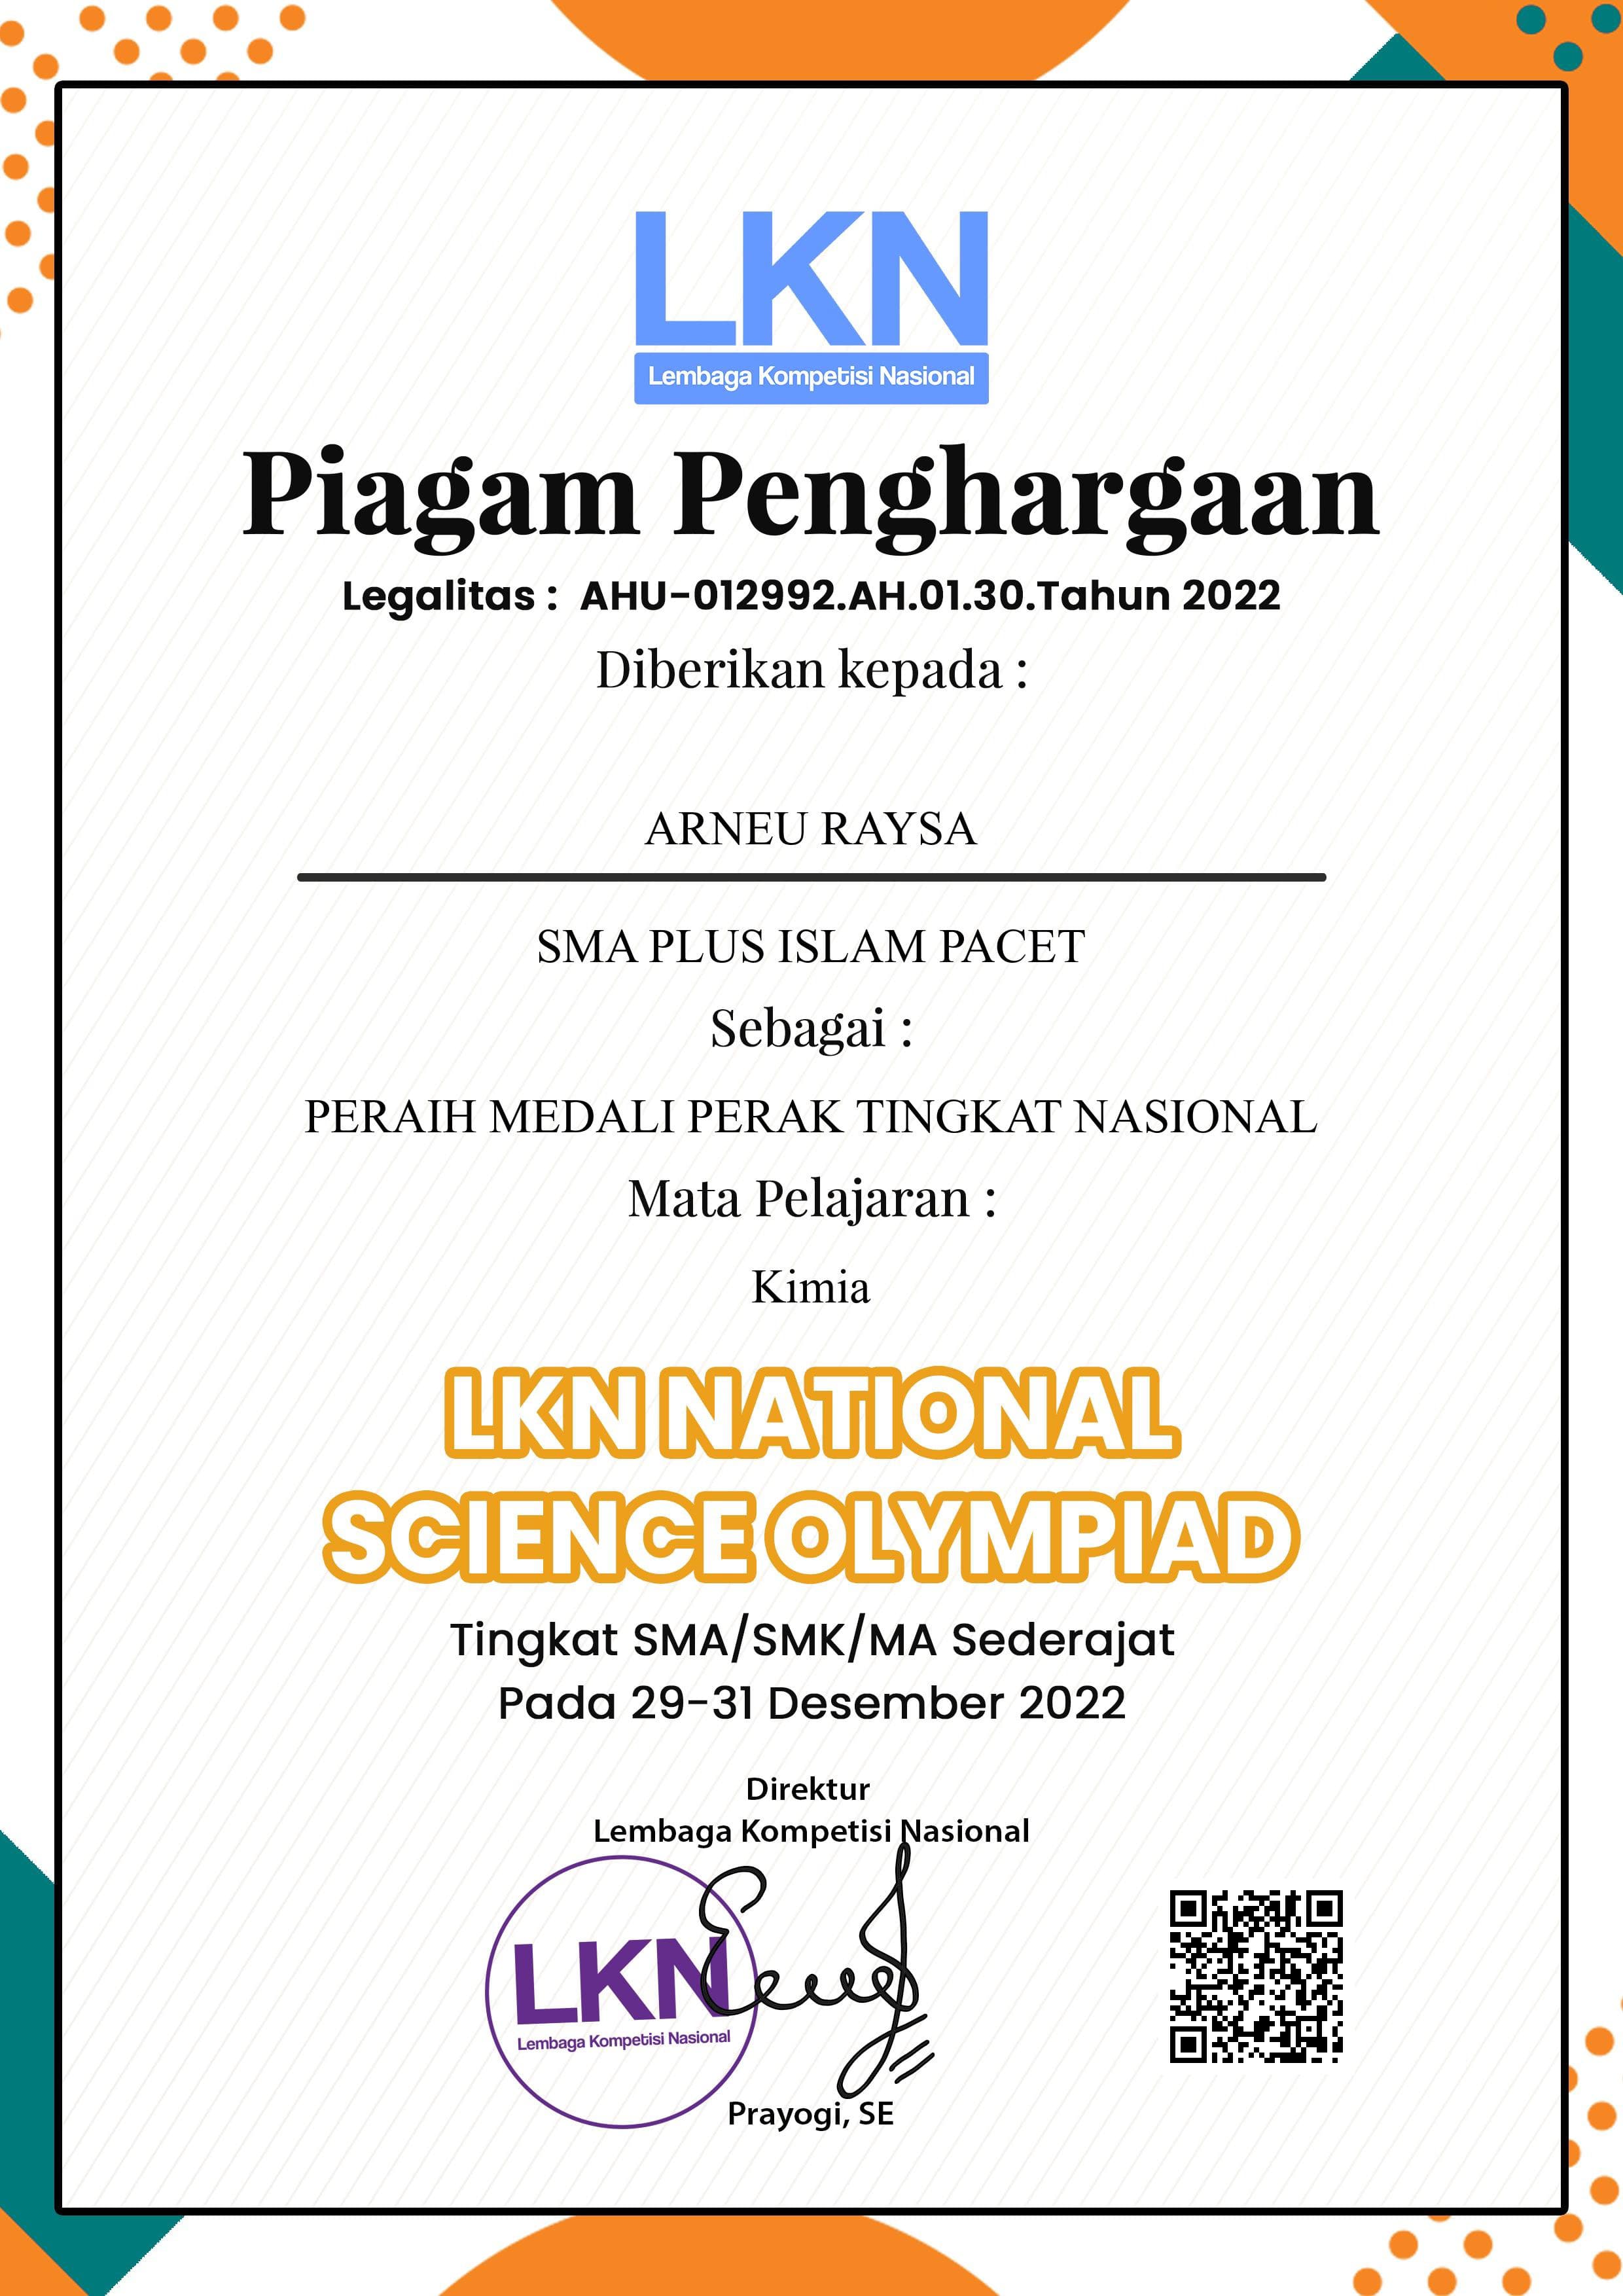 LKN
Lembaga Kompetisi Nasional
Piagam Penghargaan
Legalitas : AHU-012992.AH.01.30.Tahun 2022
Diberikan kepada :
ARNEU RAYSA
SMA PLUS ISLAM PACET
Sebagai :
PERAIH MEDALI PERAK TINGKAT NASIONAL
Mata Pelajaran :
Kimia
LKN NATIONAL
SCIENCE OLYMPIAD
Tingkat SMA/SMK/MA Sederajat
Pada 29-31 Desember 2022
Direktur
Lembaga Kompetisi Nasional
LKN
Lembaga Kompetisi Nasional
Prayogi, SE